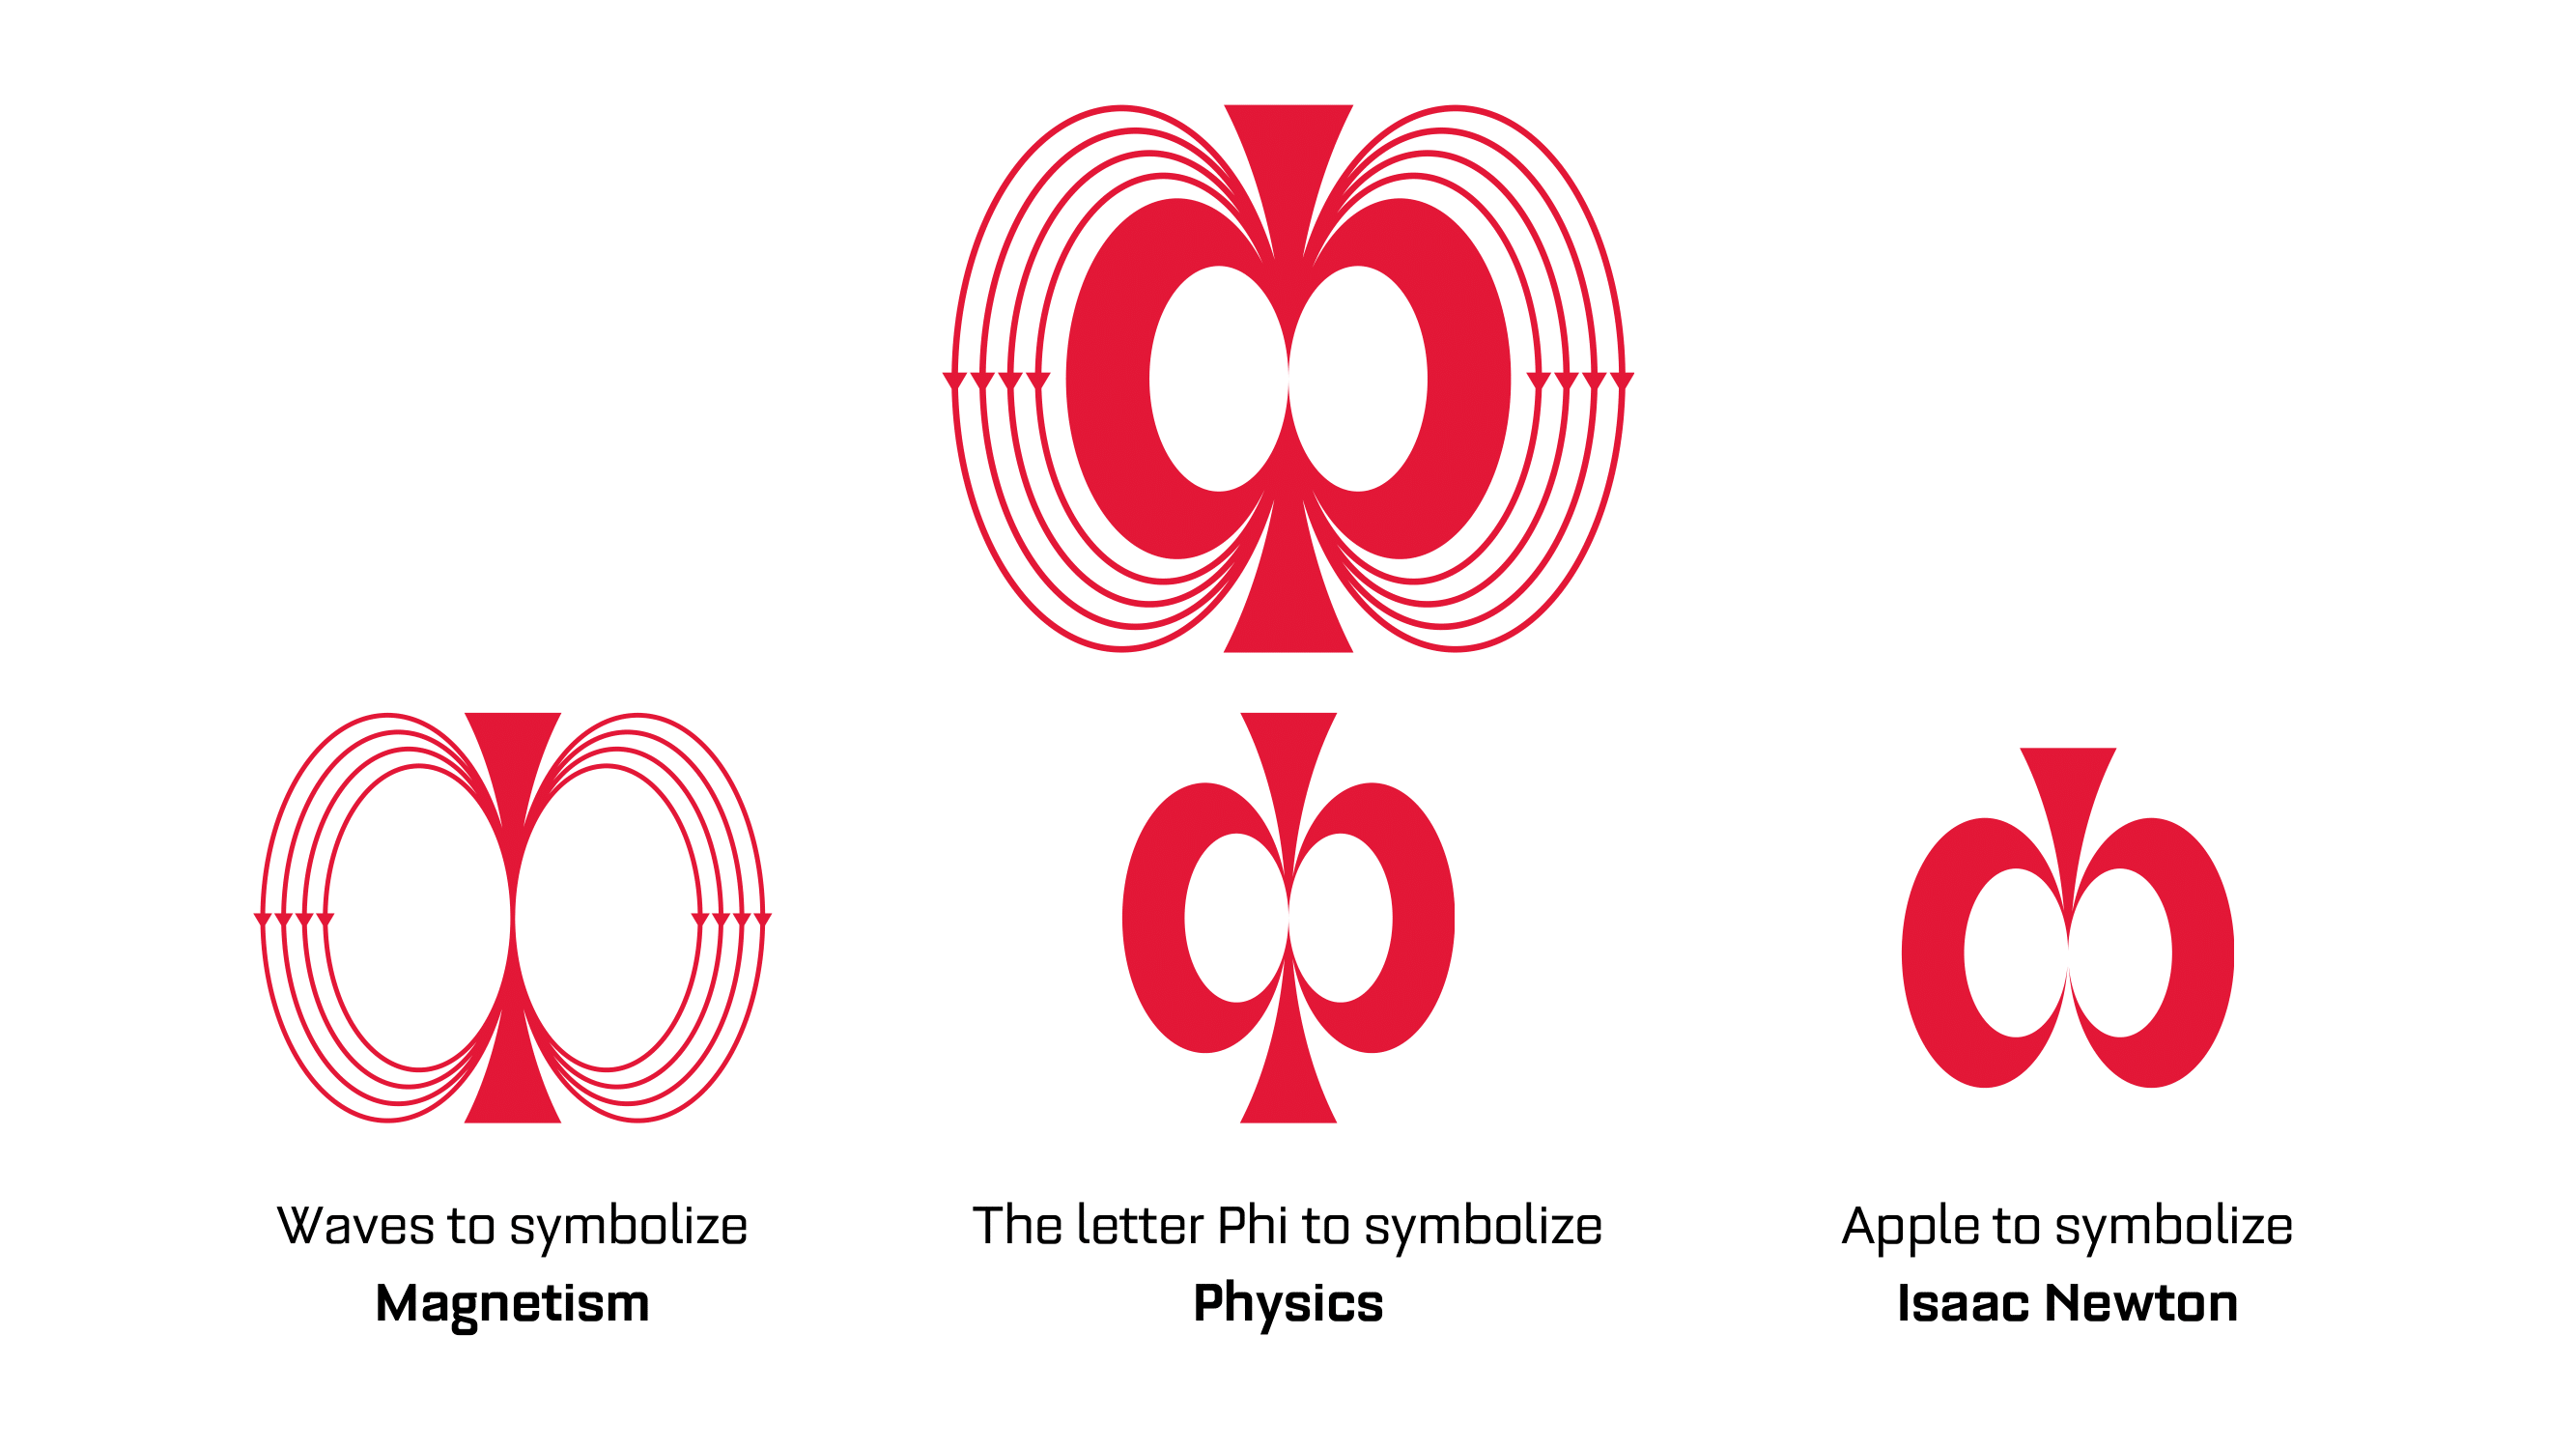 Waves to symbolize
Magnetism
The letter Phi to symbolize
Physics
Apple to symbolize
Isaac Newton